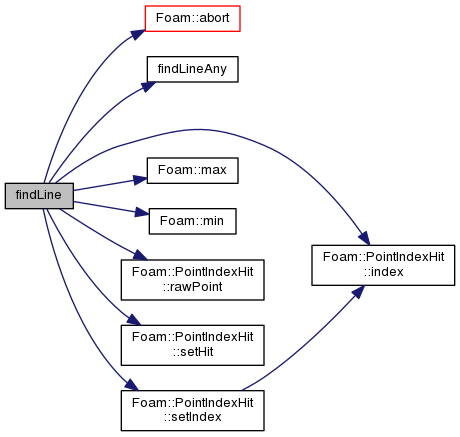 Foam::abort
findLineAny
Foam::max
findLine
Foam::min
Foam::PointIndexHit
::rawPoint
Foam::PointIndexHit
::index
Foam::PointIndexHit
::setHit
Foam::PointIndexHit
::setIndex